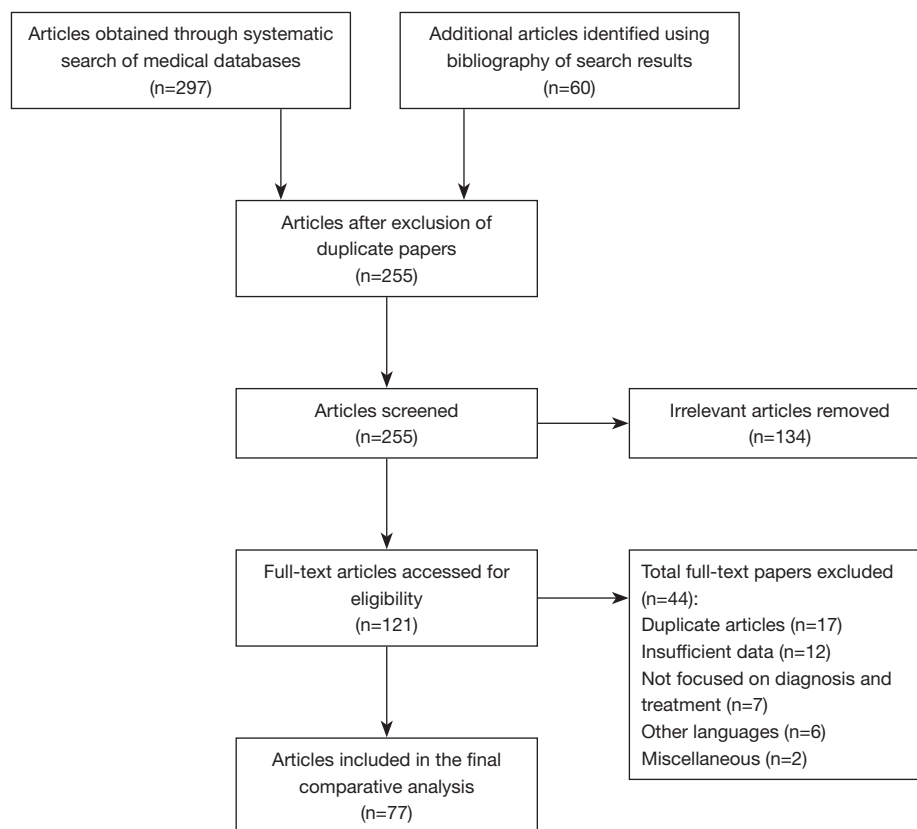 Articles obtained through systematic
search of medical databases
(n=297)
Additional articles identified using
bibliography of search results
(n=60)
Articles after exclusion of
duplicate papers
(n=255)
Articles screened
(n=255)
Irrelevant articles removed
(n=134)
Full-text articles accessed for
eligibility
(n=121)
Total full-text papers excluded
(n=44):
Duplicate articles (n=17)
Insufficient data (n=12)
Not focused on diagnosis and
treatment (n=7)
Other languages (n=6)
Miscellaneous (n=2)
Articles included in the final
comparative analysis
(n=77)